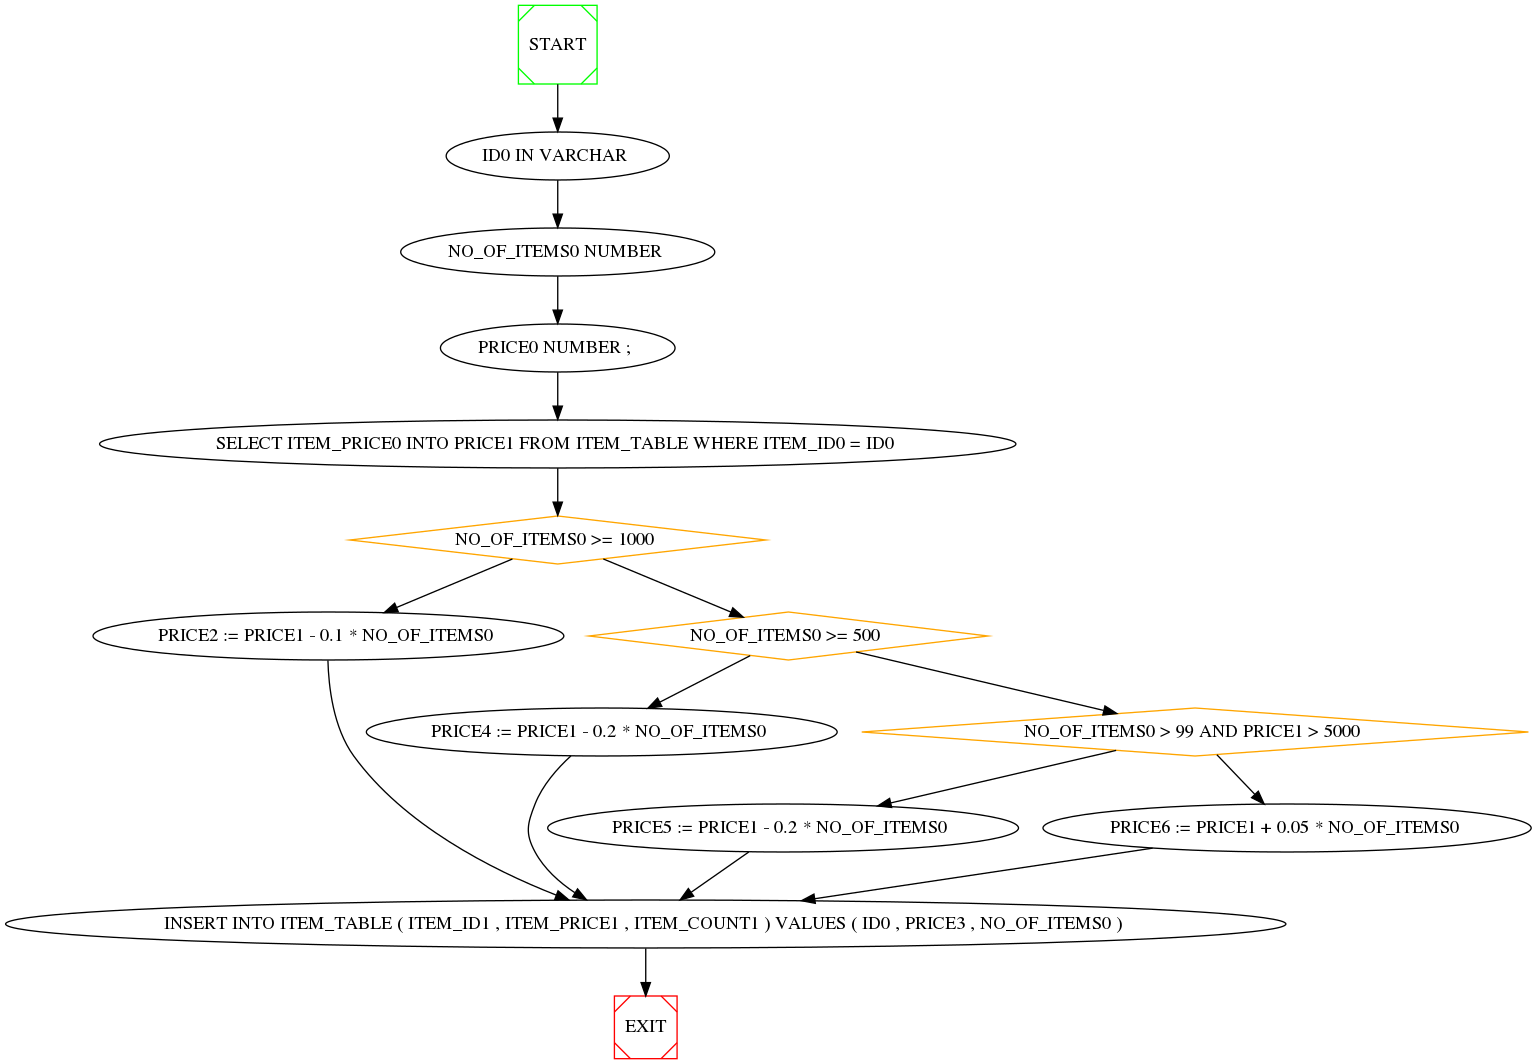 START
ID0 IN VARCHAR
NO_OF_ITEMS0 NUMBER
PRICE0 NUMBER ;
SELECT ITEM_PRICE0 INTO PRICE1 FROM ITEM_TABLE WHERE ITEM_ID0 = ID0
NO_OF_ITEMS0 >= 1000
PRICE2 := PRICE1 - 0.1 * NO_OF_ITEMS0
NO_OF_ITEMS0 >= 500
PRICE4 := PRICE1 - 0.2 * NO_OF_ITEMS0
NO_OF_ITEMS0 > 99 AND PRICE1 > 5000
PRICE5 := PRICE1 - 0.2 * NO_OF_ITEMS0
PRICE6 := PRICE1 + 0.05 * NO_OF_ITEMS0
INSERT INTO ITEM_TABLE ( ITEM_ID1 , ITEM_PRICE1 , ITEM_COUNT1 ) VALUES ( ID0 , PRICE3 , NO_OF_ITEMS0 )
EXIT